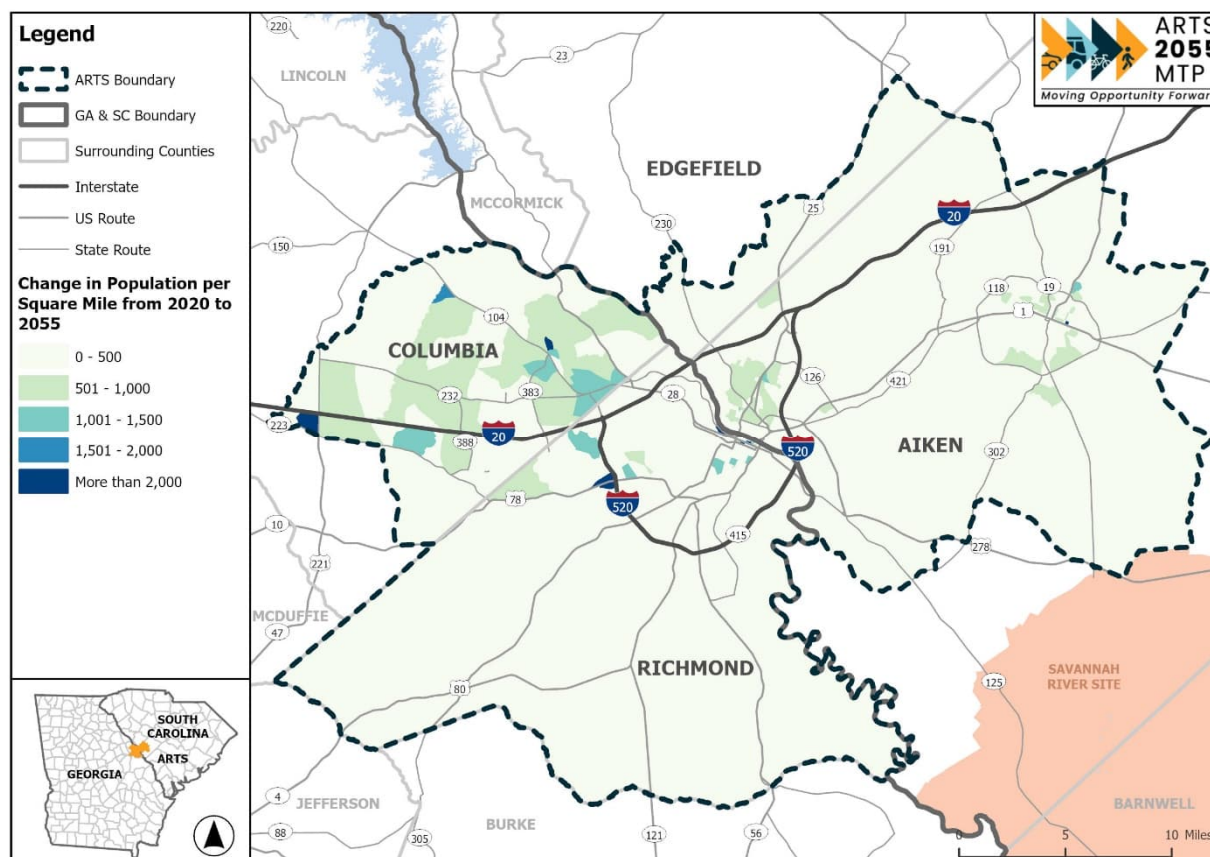 Legend
ARTS Boundary
GA & SC Boundary
Surrounding Counties
Interstate
US Route
State Route
Change in Population per
Square Mile from 2020 to
2055
0 - 500
501 - 1,000
1,001 - 1,500
1,501 - 2,000
More than 2,000
SOUTH
CAROLINA
ARTS
GEORGIA
ARTS
2055
MTP
Moving Opportunity Forward
220
LINCOLN
23
EDGEFIELD
MCCORMICK
25
20
230
191
150
118
19
104
1
COLUMBIA
126
421
28
232
383
223
20
388
AIKEN
302
520
78
520
10
415
278
221
MCDUFFIE
47
RICHMOND
SAVANNAH
RIVER SITE
80
125
4
JEFFERSON
BARNWELL
BURKE
88
305
121
56
0
5
10 Miles